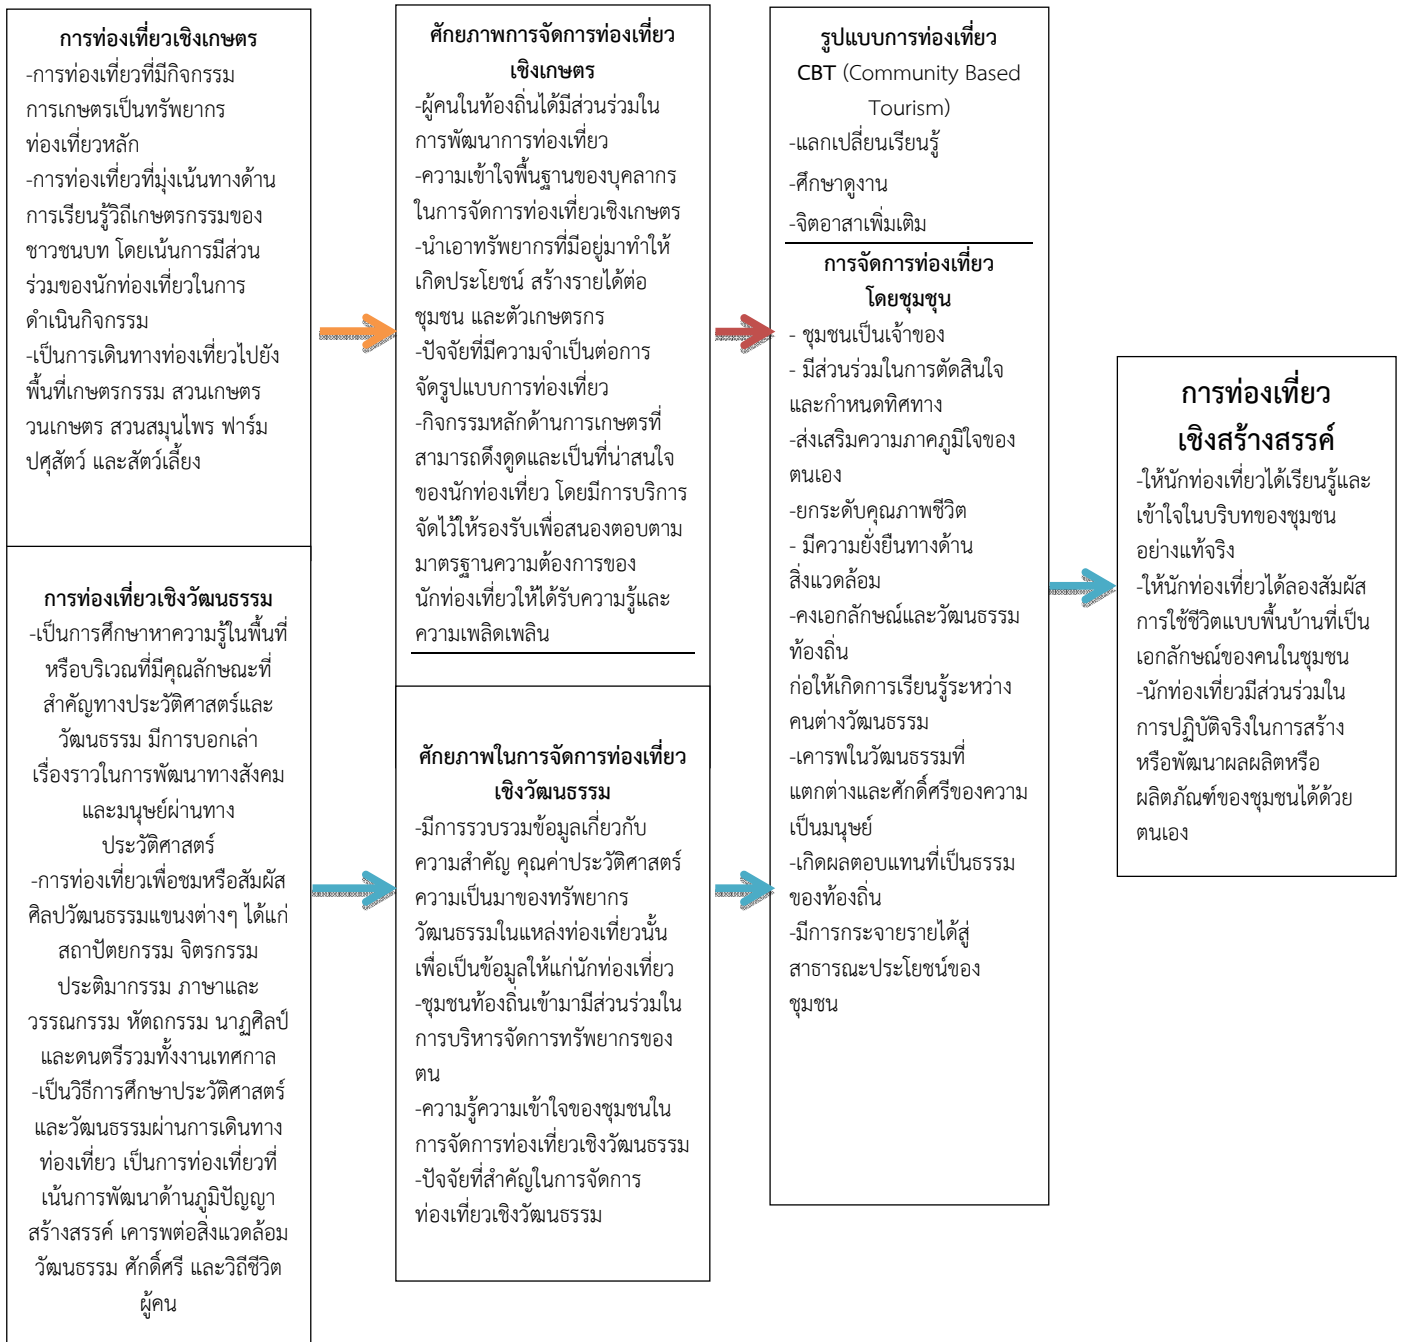 การท่องเที่ยวเชิงเกษตร
-การท่องเที่ยวที่มีกิจกรรม
การเกษตรเป็นทรัพยากร
ท่องเที่ยวหลัก
-การท่องเที่ยวที่มุ่งเน้นทางด้าน
การเรียนรู้วิถีเกษตรกรรมของ
ชาวชนบท โดยเน้นการมีส่วน
ร่วมของนักท่องเที่ยวในการ
ดำเนินกิจกรรม
-เป็นการเดินทางท่องเที่ยวไปยัง
พื้นที่เกษตรกรรม สวนเกษตร
วนเกษตร สวนสมุนไพร ฟาร์ม
ปศุสัตว์ และสัตว์เลี้ยง
การท่องเที่ยวเชิงวัฒนธรรม
-เป็นการศึกษาหาความรู้ในพื้นที่
หรือบริเวณที่มีคุณลักษณะที่
สำคัญทางประวัติศาสตร์และ
วัฒนธรรม มีการบอกเล่า
เรื่องราวในการพัฒนาทางสังคม
และมนุษย์ผ่านทาง
ประวัติศาสตร์
-การท่องเที่ยวเพื่อชมหรือสัมผัส
ศิลปวัฒนธรรมแขนงต่างๆ ได้แก่
สถาปัตยกรรม จิตรกรรม
ประติมากรรม ภาษาและ
วรรณกรรม หัตถกรรม นาฏศิลป์
และดนตรีรวมทั้งงานเทศกาล
-เป็นวิธีการศึกษาประวัติศาสตร์
และวัฒนธรรมผ่านการเดินทาง
ท่องเที่ยว เป็นการท่องเที่ยวที่
เน้นการพัฒนาด้านภูมิปัญญา
สร้างสรรค์ เคารพต่อสิ่งแวดล้อม
วัฒนธรรม ศักดิ์ศรี และวิถีชีวิต
ผู้คน
ศักยภาพการจัดการท่องเที่ยว
เชิงเกษตร
-ผู้คนในท้องถิ่นได้มีส่วนร่วมใน
การพัฒนาการท่องเที่ยว
-ความเข้าใจพื้นฐานของบุคลากร
ในการจัดการท่องเที่ยวเชิงเกษตร
-นำเอาทรัพยากรที่มีอยู่มาทำให้
เกิดประโยชน์ สร้างรายได้ต่อ
ชุมชน และตัวเกษตรกร
-ปัจจัยที่มีความจำเป็นต่อการ
จัดรูปแบบการท่องเที่ยว
-กิจกรรมหลักด้านการเกษตรที่
สามารถดึงดูดและเป็นที่น่าสนใจ
ของนักท่องเที่ยว โดยมีการบริการ
จัดไว้ให้รองรับเพื่อสนองตอบตาม
มาตรฐานความต้องการของ
นักท่องเที่ยวให้ได้รับความรู้และ
ความเพลิดเพลิน
ศักยภาพในการจัดการท่องเที่ยว
เชิงวัฒนธรรม
-มีการรวบรวมข้อมูลเกี่ยวกับ
ความสำคัญ คุณค่าประวัติศาสตร์
ความเป็นมาของทรัพยากร
วัฒนธรรมในแหล่งท่องเที่ยวนั้น
เพื่อเป็นข้อมูลให้แก่นักท่องเที่ยว
-ชุมชนท้องถิ่นเข้ามามีส่วนร่วมใน
การบริหารจัดการทรัพยากรของ
ตน
-ความรู้ความเข้าใจของชุมชนใน
การจัดการท่องเที่ยวเชิงวัฒนธรรม
-ปัจจัยที่สำคัญในการจัดการ
ท่องเที่ยวเชิงวัฒนธรรม
รูปแบบการท่องเที่ยว
CBT (Community Based
Tourism)
-แลกเปลี่ยนเรียนรู้
-ศึกษาดูงาน
-จิตอาสาเพิ่มเติม
การจัดการท่องเที่ยว
โดยชุมชุน
- ชุมชนเป็นเจ้าของ
- มีส่วนร่วมในการตัดสินใจ
และกำหนดทิศทาง
-ส่งเสริมความภาคภูมิใจของ
ตนเอง
-ยกระดับคุณภาพชีวิต
- มีความยั่งยืนทางด้าน
สิ่งแวดล้อม
-คงเอกลักษณ์และวัฒนธรรม
ท้องถิ่น
ก่อให้เกิดการเรียนรู้ระหว่าง
คนต่างวัฒนธรรม
-เคารพในวัฒนธรรมที่
แตกต่างและศักดิ์ศรีของความ
เป็นมนุษย์
-เกิดผลตอบแทนที่เป็นธรรม
ของท้องถิ่น
-มีการกระจายรายได้สู่
สาธารณะประโยชน์ของ
ชุมชน
การท่องเที่ยว
เชิงสร้างสรรค์
-ให้นักท่องเที่ยวได้เรียนรู้และ
เข้าใจในบริบทของชุมชน
อย่างแท้จริง
-ให้นักท่องเที่ยวได้ลองสัมผัส
การใช้ชีวิตแบบพื้นบ้านที่เป็น
เอกลักษณ์ของคนในชุมชน
-นักท่องเที่ยวมีส่วนร่วมใน
การปฏิบัติจริงในการสร้าง
หรือพัฒนาผลผลิตหรือ
ผลิตภัณฑ์ของชุมชนได้ด้วย
ตนเอง